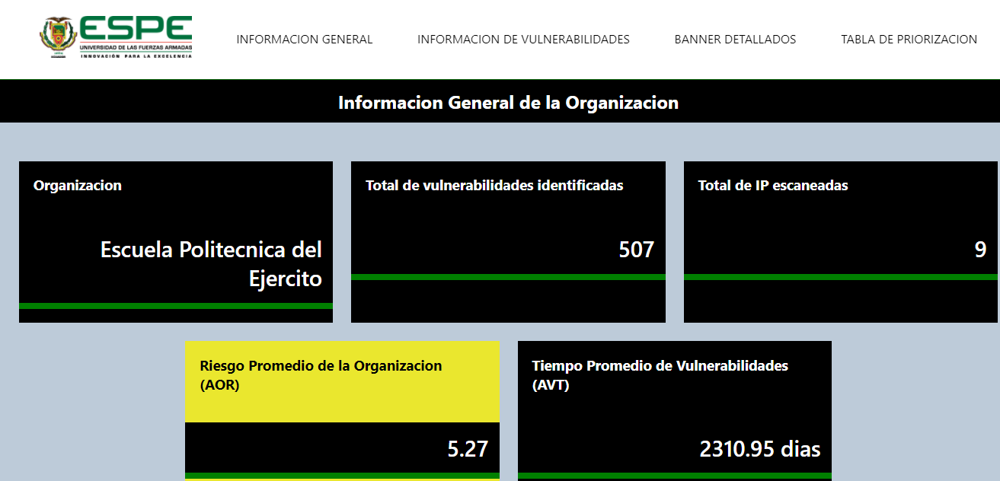 ESPE
UNIVERSIDAD DE LAS FUERZAS ARMADAS
INNOVACIÓN PARA LA EXCELENCIA
INFORMACION GENERAL
INFORMACION DE VULNERABILIDADES
BANNER DETALLADOS
TABLA DE PRIORIZACION
Informacion General de la Organizacion
Organizacion
Escuela Politecnica del
Ejercito
Total de vulnerabilidades identificadas
507
Total de IP escaneadas
9
Riesgo Promedio de la Organizacion
(AOR)
5.27
Tiempo Promedio de Vulnerabilidades
(AVT)
2310.95 dias